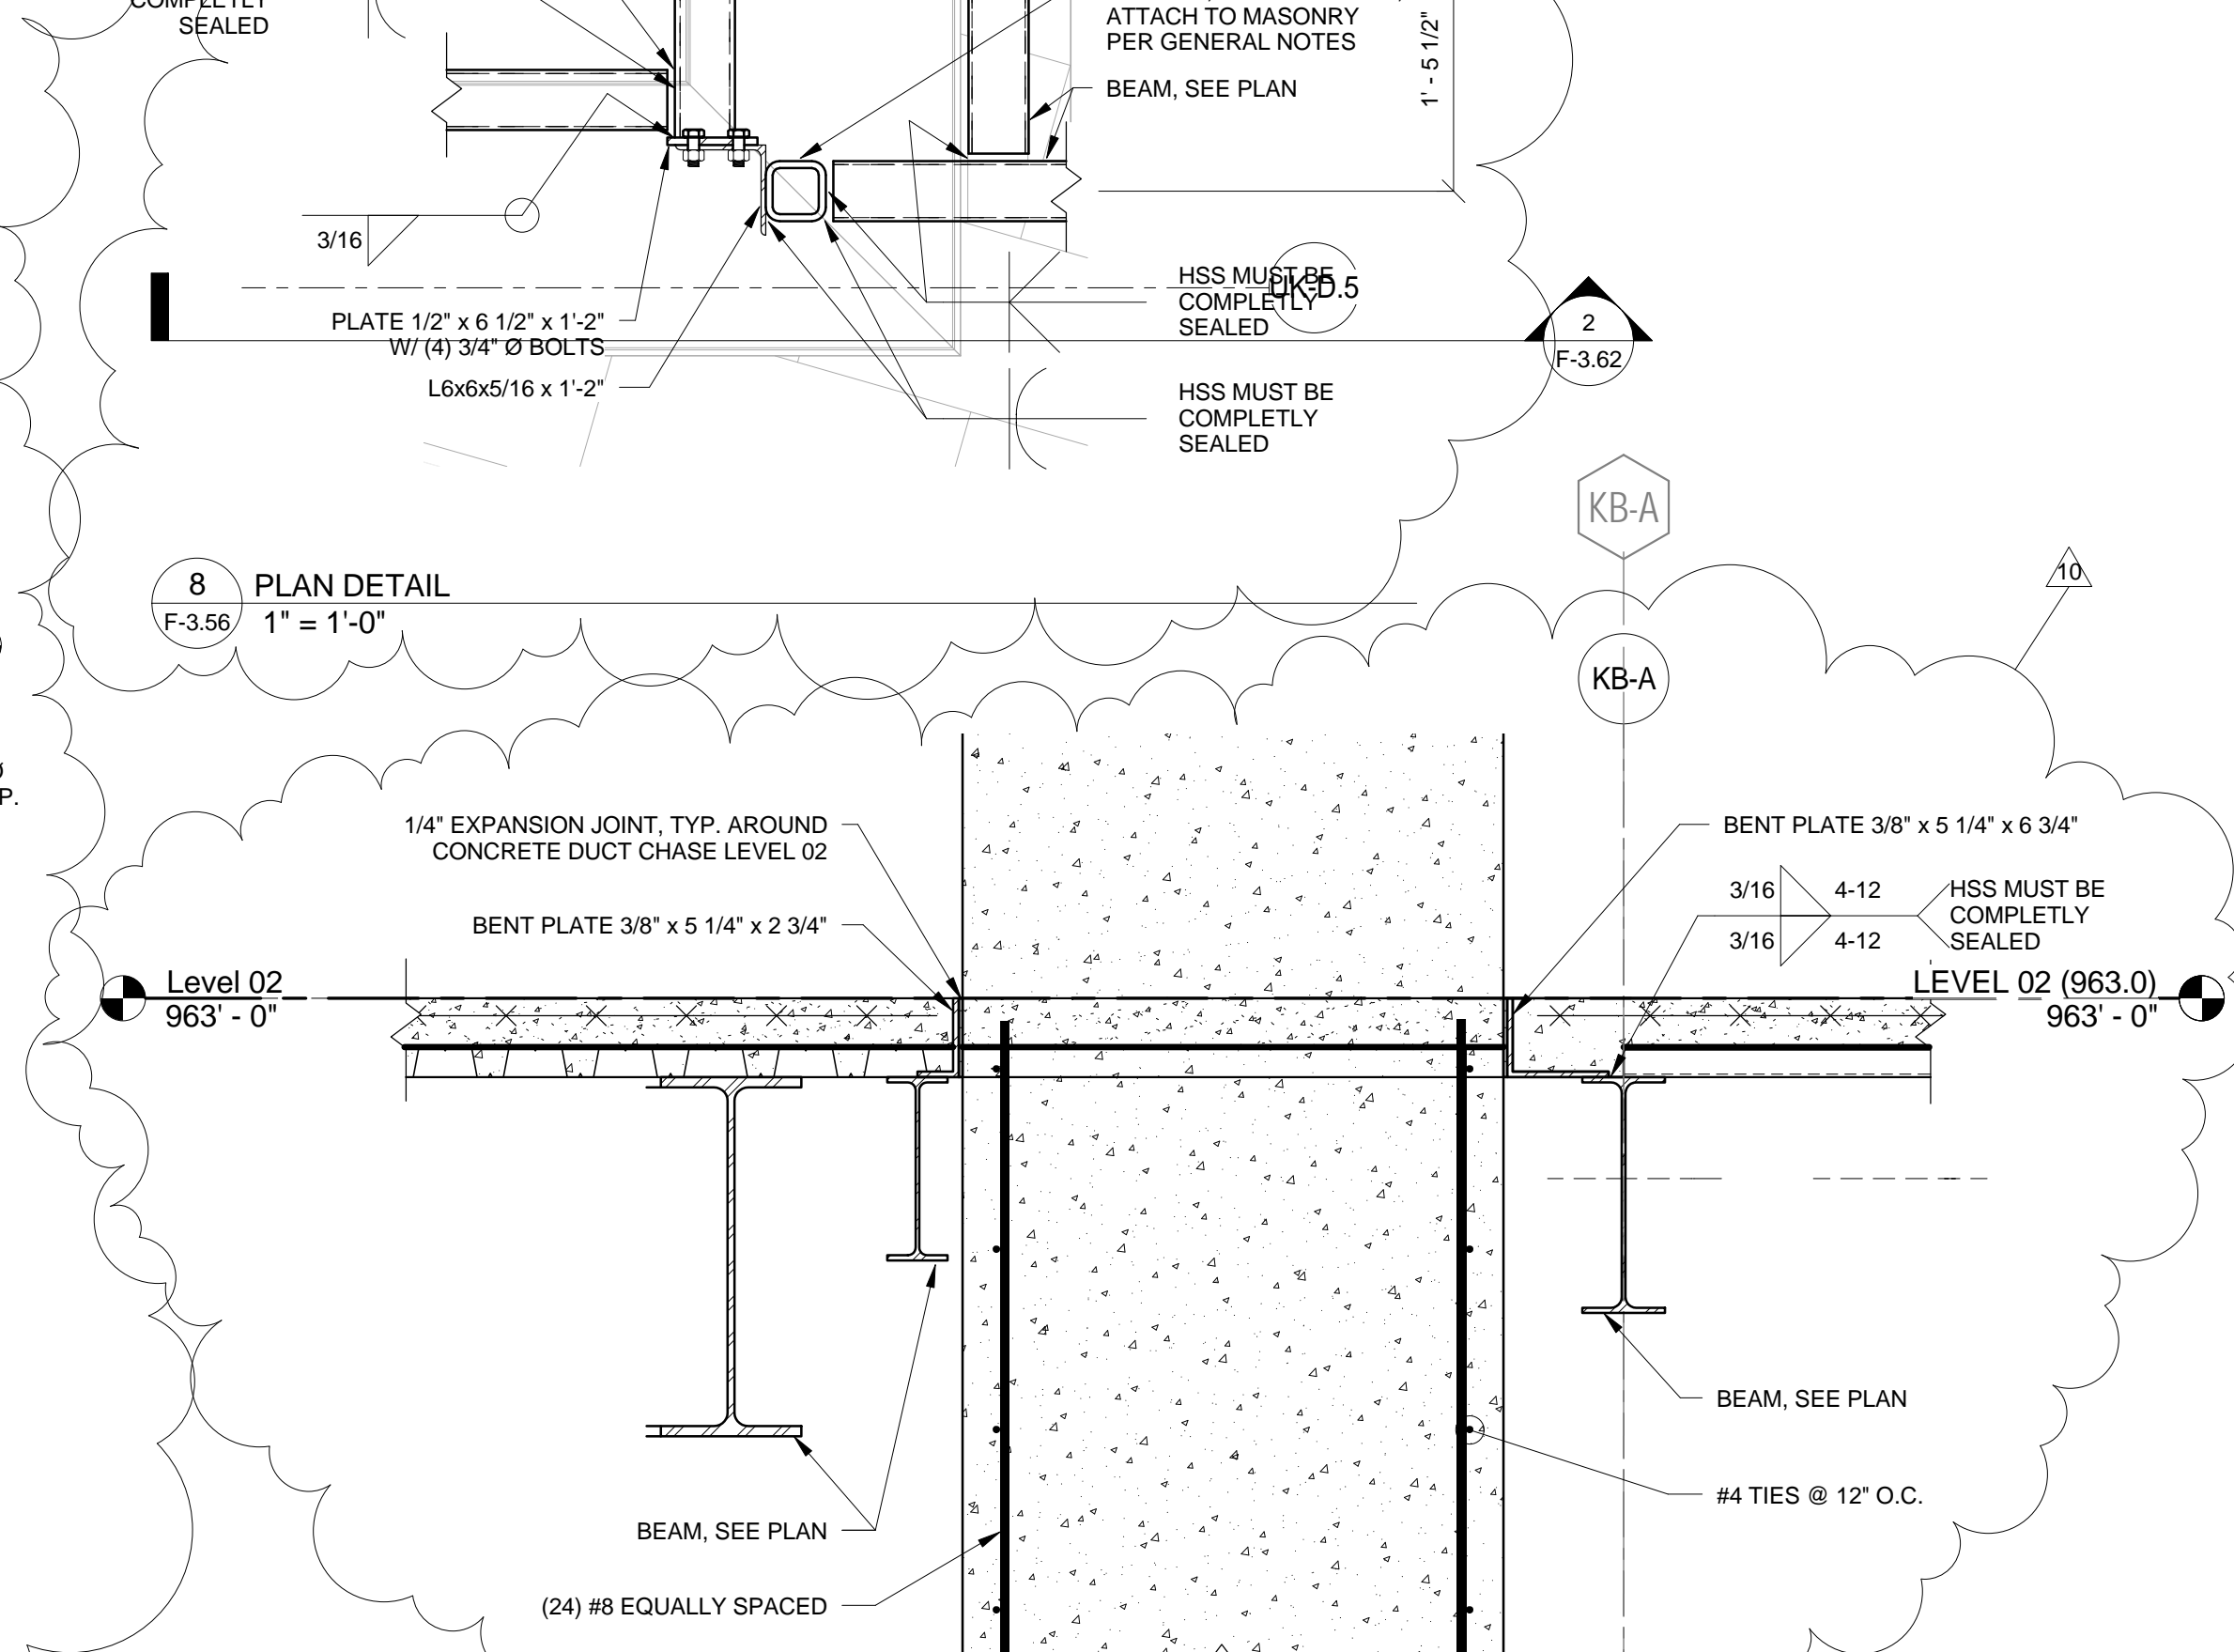 COMPLETLY
SEALED
ATTACH TO MASONRY
PER GENERAL NOTES
BEAM, SEE PLAN
1' - 5 1/2"
3/16
PLATE 1/2" x 6 1/2" x 1'-2"
W/ (4) 3/4" Ø BOLTS
L6x6x5/16 x 1'-2"
HSS MUST BE
COMPLETLY
SEALED
UK-D.5
2
F-3.62
HSS MUST BE
COMPLETLY
SEALED
KB-A
8
F-3.56
PLAN DETAIL
1" = 1'-0"
10
KB-A
Ø
P.
1/4" EXPANSION JOINT, TYP. AROUND
CONCRETE DUCT CHASE LEVEL 02
BENT PLATE 3/8" x 5 1/4" x 2 3/4"
BENT PLATE 3/8" x 5 1/4" x 6 3/4"
3/16 4-12
3/16 4-12
HSS MUST BE
COMPLETLY
SEALED
Level 02
963' - 0"
LEVEL 02 (963.0)
963' - 0"
BEAM, SEE PLAN
#4 TIES @ 12" O.C.
BEAM, SEE PLAN
(24) #8 EQUALLY SPACED